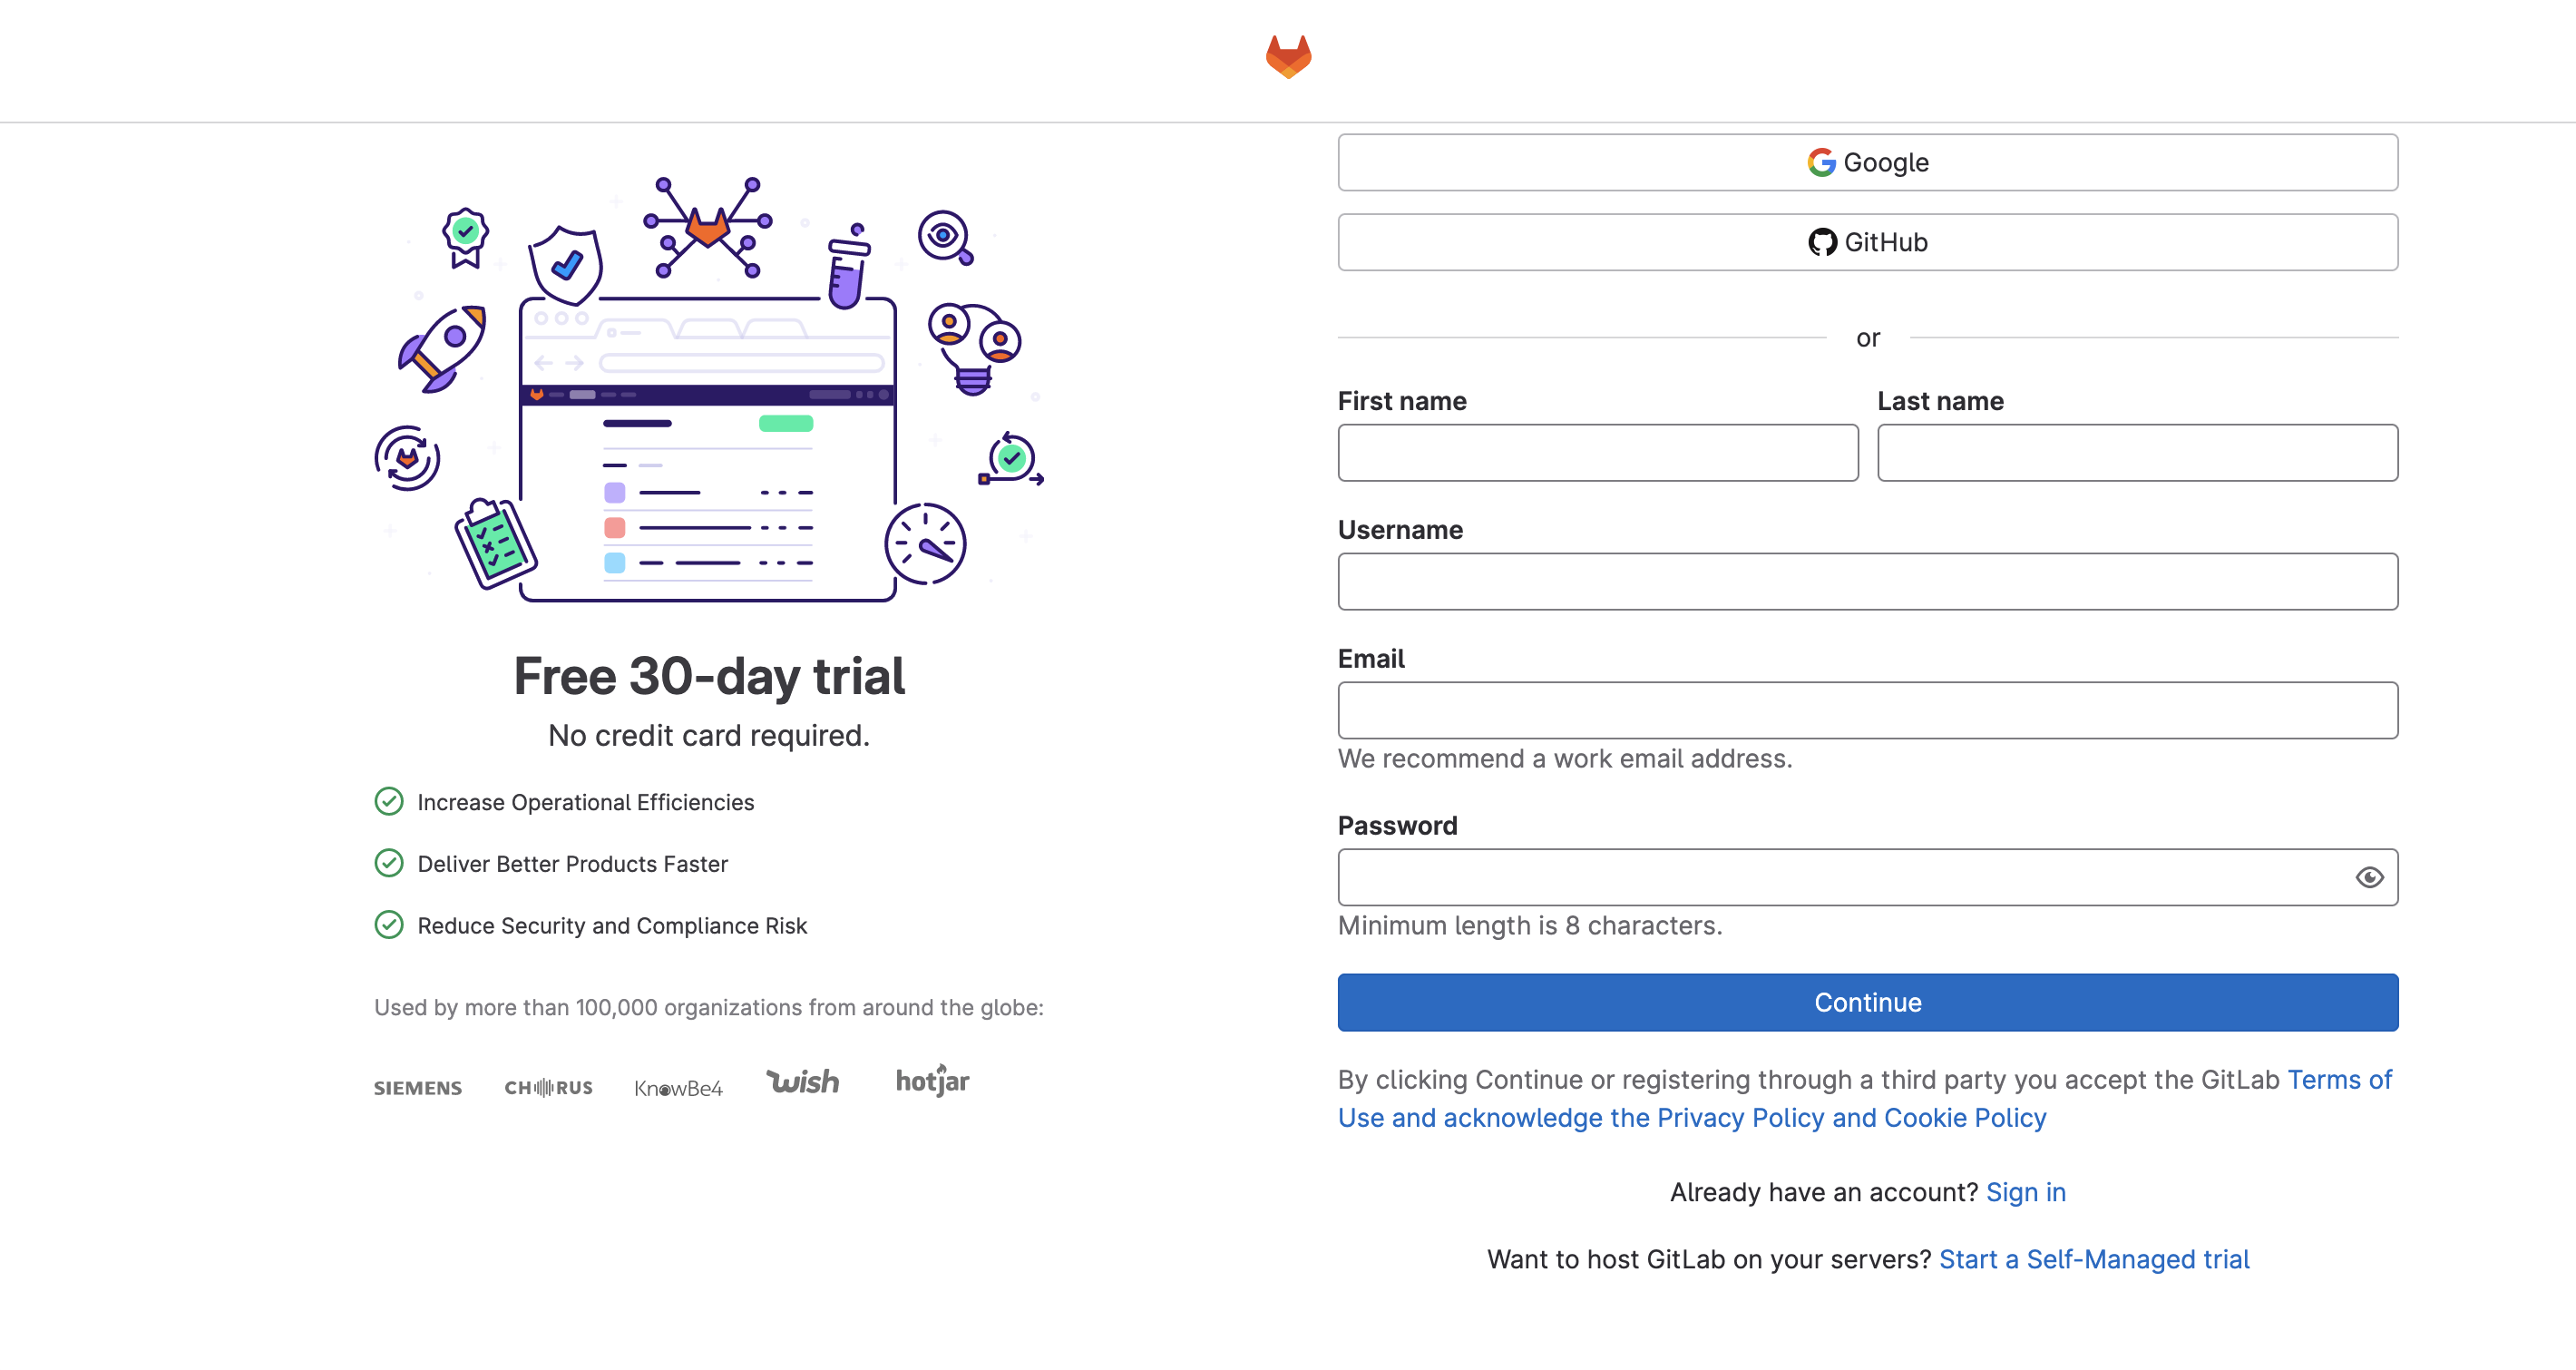 Google
GitHub
or
First name
Last name
Username
Email
We recommend a work email address.
Password
Minimum length is 8 characters.
Continue
By clicking Continue or registering through a third party you accept the GitLab Terms of
Use and acknowledge the Privacy Policy and Cookie Policy
Already have an account? Sign in
Want to host GitLab on your servers? Start a Self-Managed trial
Free 30-day trial
No credit card required.
Increase Operational Efficiencies
Deliver Better Products Faster
Reduce Security and Compliance Risk
Used by more than 100,000 organizations from around the globe:
SIEMENS
CHORUS
KnowBe4
wish
hotjar